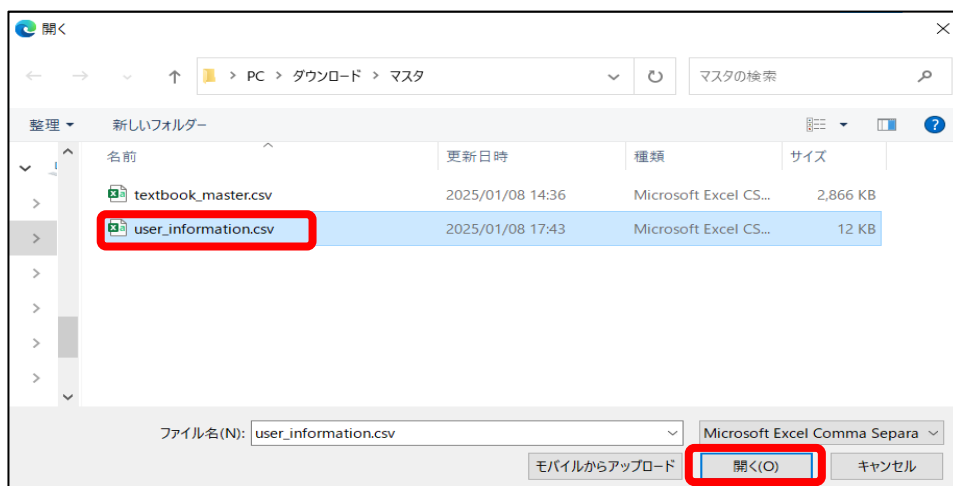 開く
PC > ダウンロード > マスタ
マスタの検索
整理
新しいフォルダー
名前 更新日時 種類 サイズ
textbook_master.csv 2025/01/08 14:36 Microsoft Excel CS... 2,866 KB
user_information.csv 2025/01/08 17:43 Microsoft Excel CS... 12 KB
ファイル名(N): user_information.csv Microsoft Excel Comma Separa
モバイルからアップロード 開く(O) キャンセル